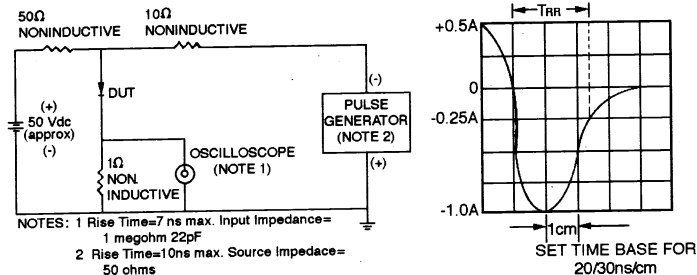 50Ω
NONINDUCTIVE
10Ω
NONINDUCTIVE
DUT
(+)
50 Vdc
(approx)
(-)
1Ω
NON.
INDUCTIVE
OSCILLOSCOPE
(NOTE 1)
(-)
PULSE
GENERATOR
(NOTE 2)
(+)
NOTES: 1 Rise Time=7 ns max. Input Impedance=
1 megohm 22pF
2 Rise Time=10ns max. Source Impedace=
50 ohms
TRR
+0.5A
0
-0.25A
-1.0A
1cm
SET TIME BASE FOR
20/30ns/cm